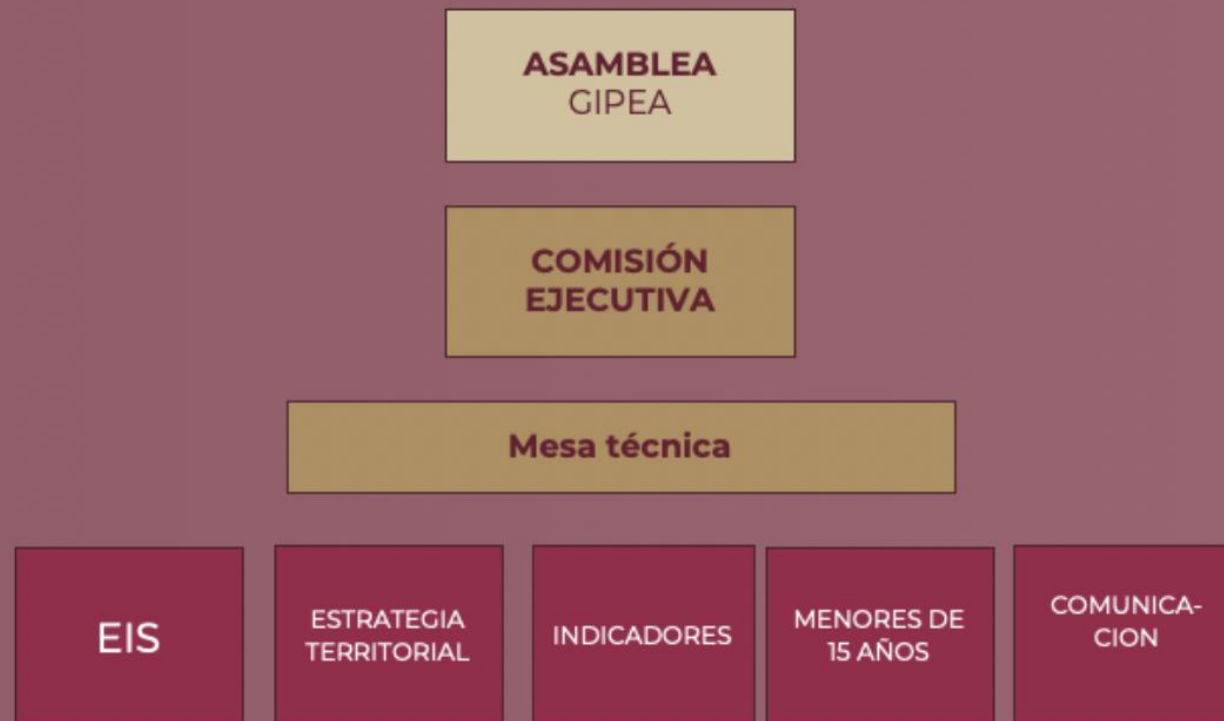 ASAMBLEA
GIPEA
COMISIÓN
EJECUTIVA
Mesa técnica
EIS
ESTRATEGIA
TERRITORIAL
INDICADORES
MENORES DE
15 AÑOS
COMUNICA-
CION